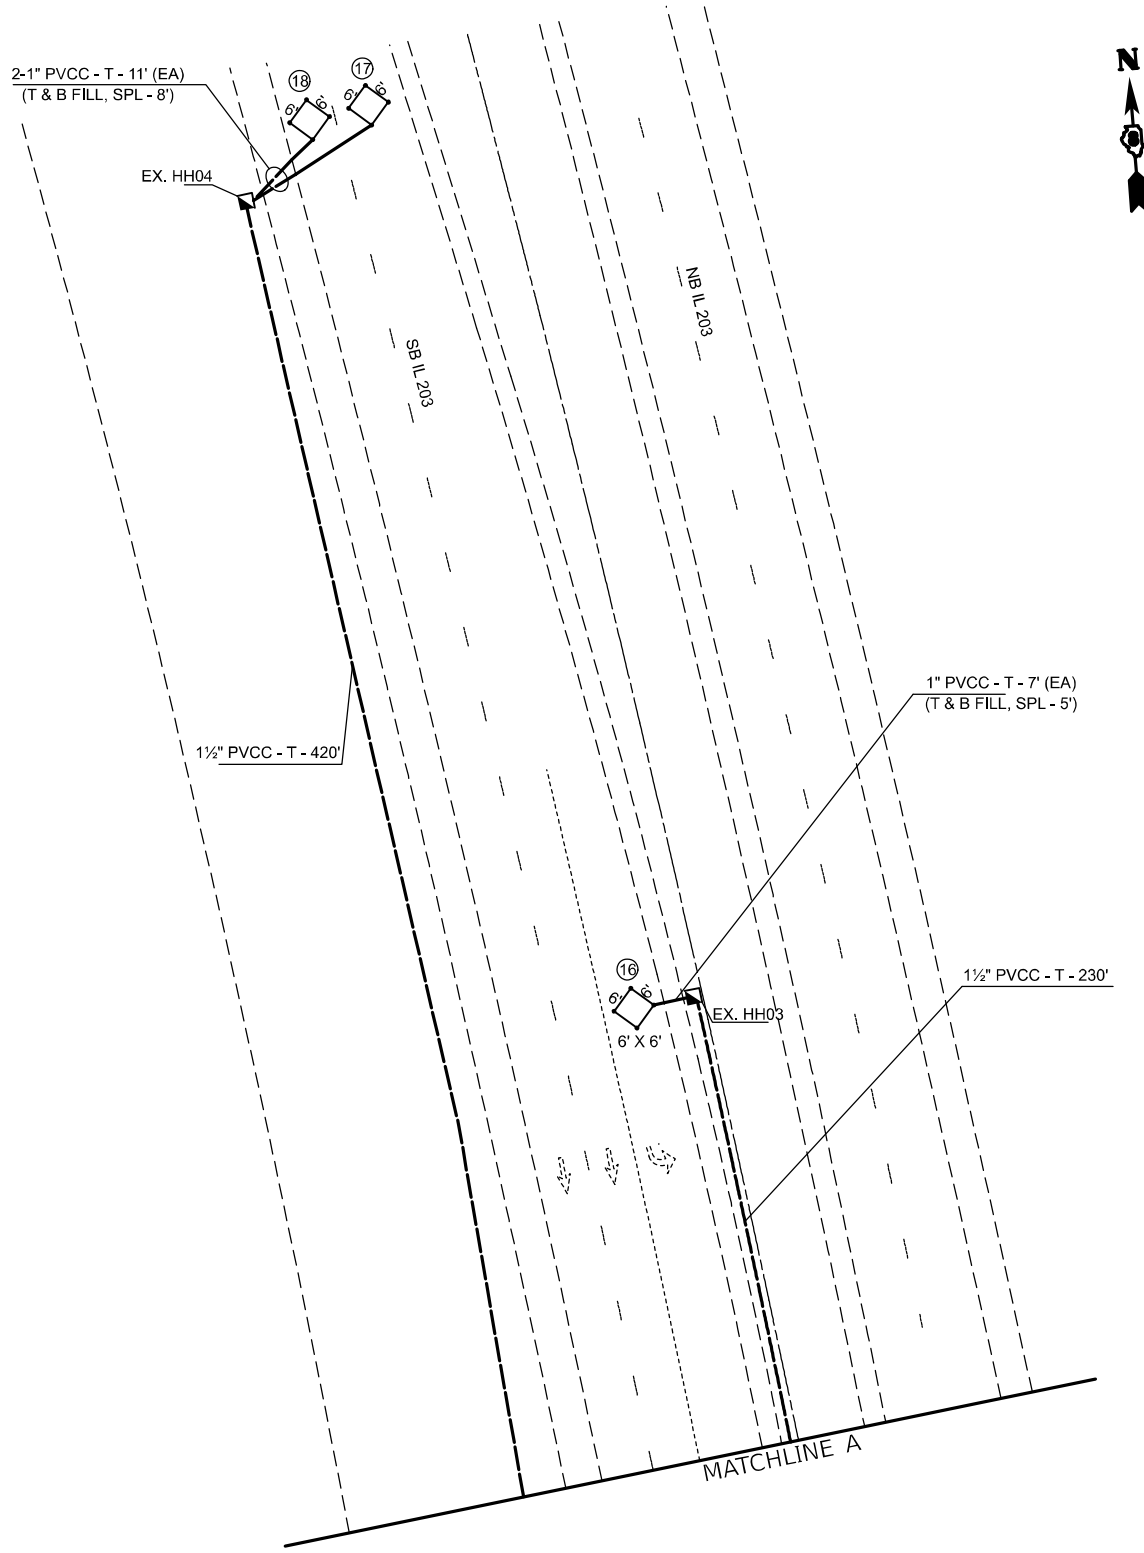 N
2-1" PVCC - T - 11' (EA)
(T & B FILL, SPL - 8')
18
17
6'
6'
6'
6'
EX. HH04
NB IL 203
SB IL 203
1" PVCC - T - 7' (EA)
(T & B FILL, SPL - 5')
1½" PVCC - T - 420'
16
6'
6'
6' X 6'
EX. HH03
1½" PVCC - T - 230'
MATCHLINE A